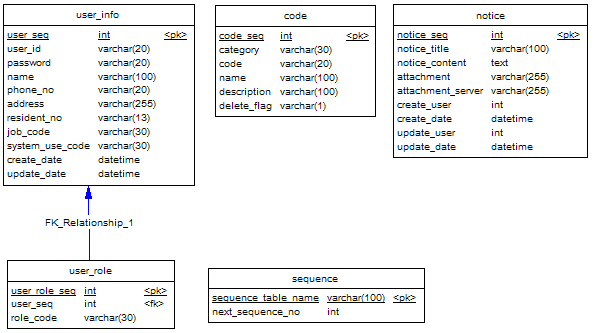 user_info
user_seq int <pk>
user_id varchar(20)
password varchar(20)
name varchar(100)
phone_no varchar(20)
address varchar(255)
resident_no varchar(13)
job_code varchar(30)
system_use_code varchar(30)
create_date datetime
update_date datetime
code
code_seq int <pk>
category varchar(30)
code varchar(20)
name varchar(100)
description varchar(100)
delete_flag varchar(1)
notice
notice_seq int <pk>
notice_title varchar(100)
notice_content text
attachment varchar(255)
attachment_server varchar(255)
create_user int
create_date datetime
update_user int
update_date datetime
FK_Relationship_1
user_role
user_role_seq int <pk>
user_seq int <fk>
role_code varchar(30)
sequence
sequence_table_name varchar(100) <pk>
next_sequence_no int